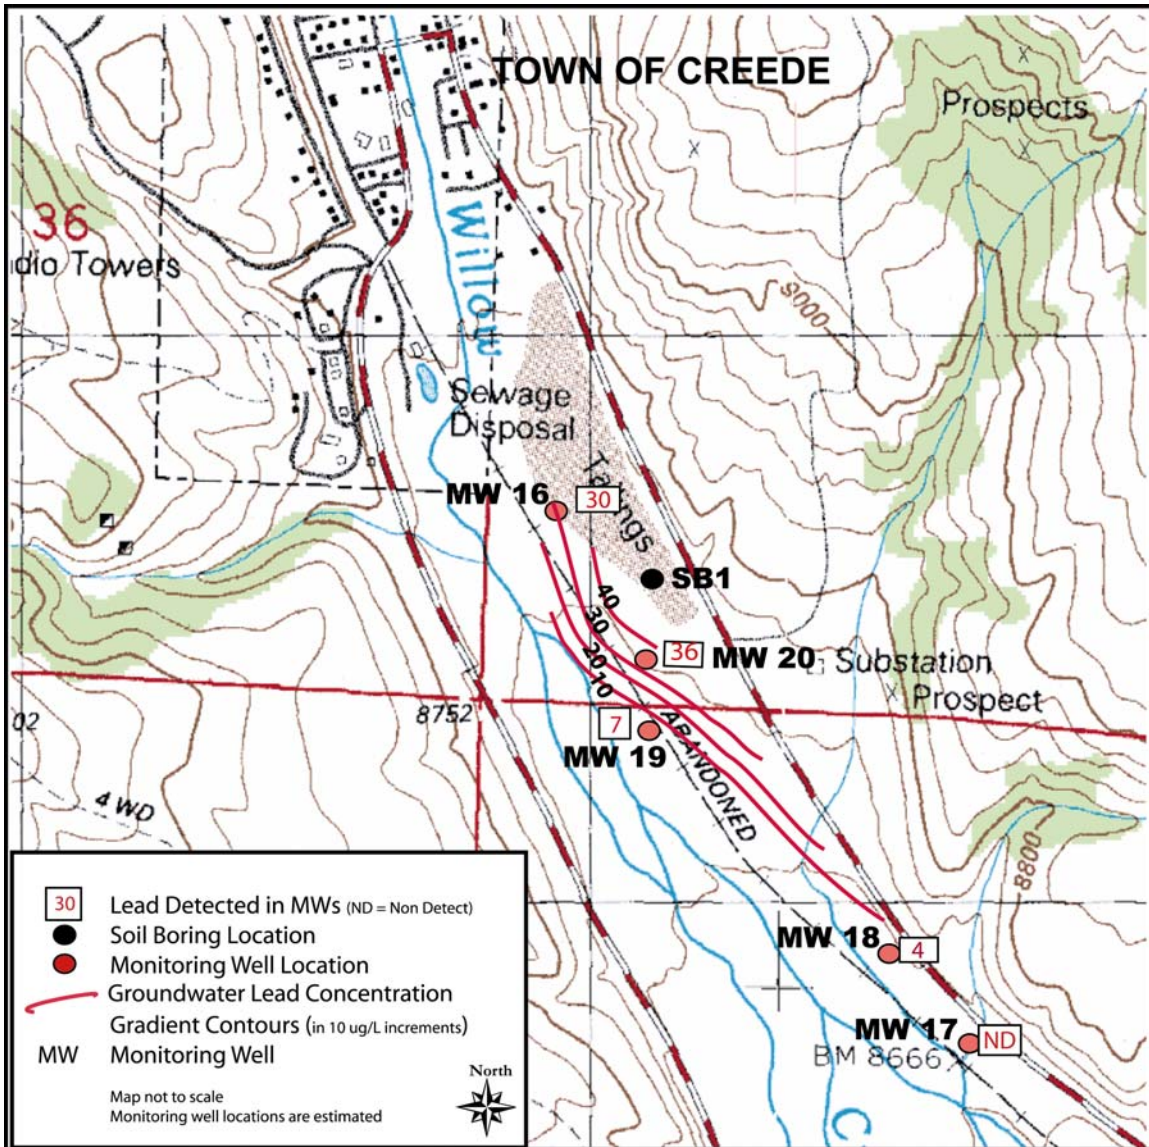 TOWN OF CREEDE
Prospects
36
dio Towers
Willow
9000
Sewage
Disposal
Tailings
MW 16
30
SB1
40
30
20
10
36
MW 20
Substation
Prospect
02
8752
7
MW 19
ABANDONED
4 WD
8800
MW 18
4
MW 17
ND
BM 8666
C
30 Lead Detected in MWs (ND = Non Detect)
Soil Boring Location
Monitoring Well Location
Groundwater Lead Concentration
Gradient Contours (in 10 ug/L increments)
MW Monitoring Well
Map not to scale
Monitoring well locations are estimated
North